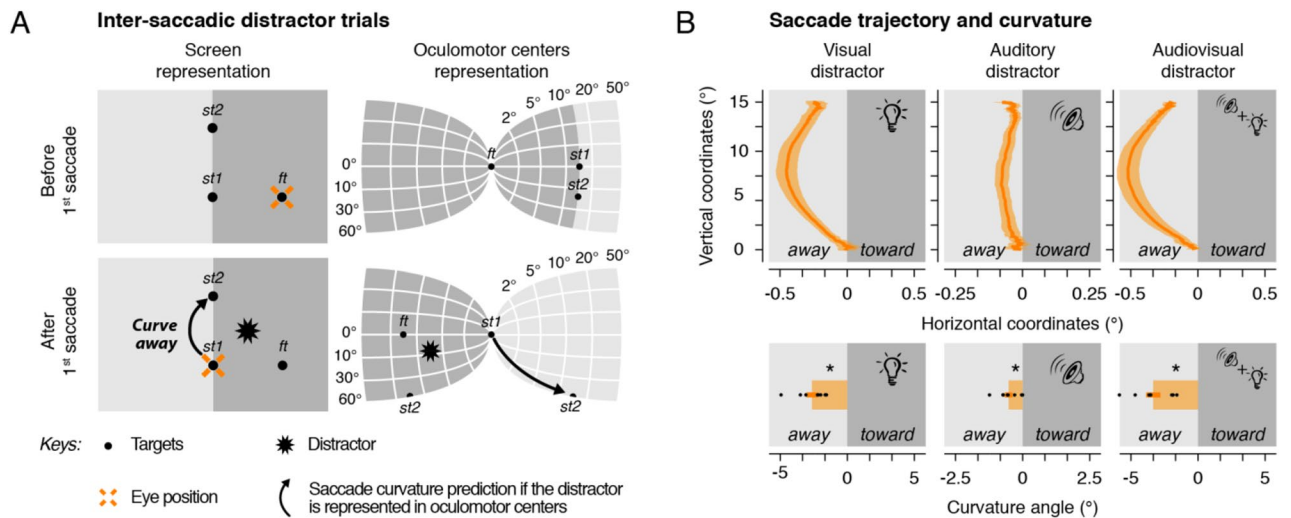 A
Inter-saccadic distractor trials
Screen
representation
Oculomotor centers
representation
Before
1st saccade
st2
st1
ft
2°
5°
10°
20°
50°
0°
10°
30°
60°
ft
st1
st2
After
1st saccade
st2
Curve
away
st1
ft
2°
5°
10°
20°
50°
0°
10°
30°
60°
ft
st1
st2
st2
Keys:
Targets
Distractor
Eye position
Saccade curvature prediction if the distractor
is represented in oculomotor centers
B
Saccade trajectory and curvature
Visual
distractor
Auditory
distractor
Audiovisual
distractor
Vertical coordinates (°)
15
10
5
0
away toward
away toward
away toward
-0.5 0 0.5
-0.25 0 0.25
-0.5 0 0.5
Horizontal coordinates (°)
*
*
*
away toward
away toward
away toward
-5 0 5
-2.5 0 2.5
-5 0 5
Curvature angle (°)